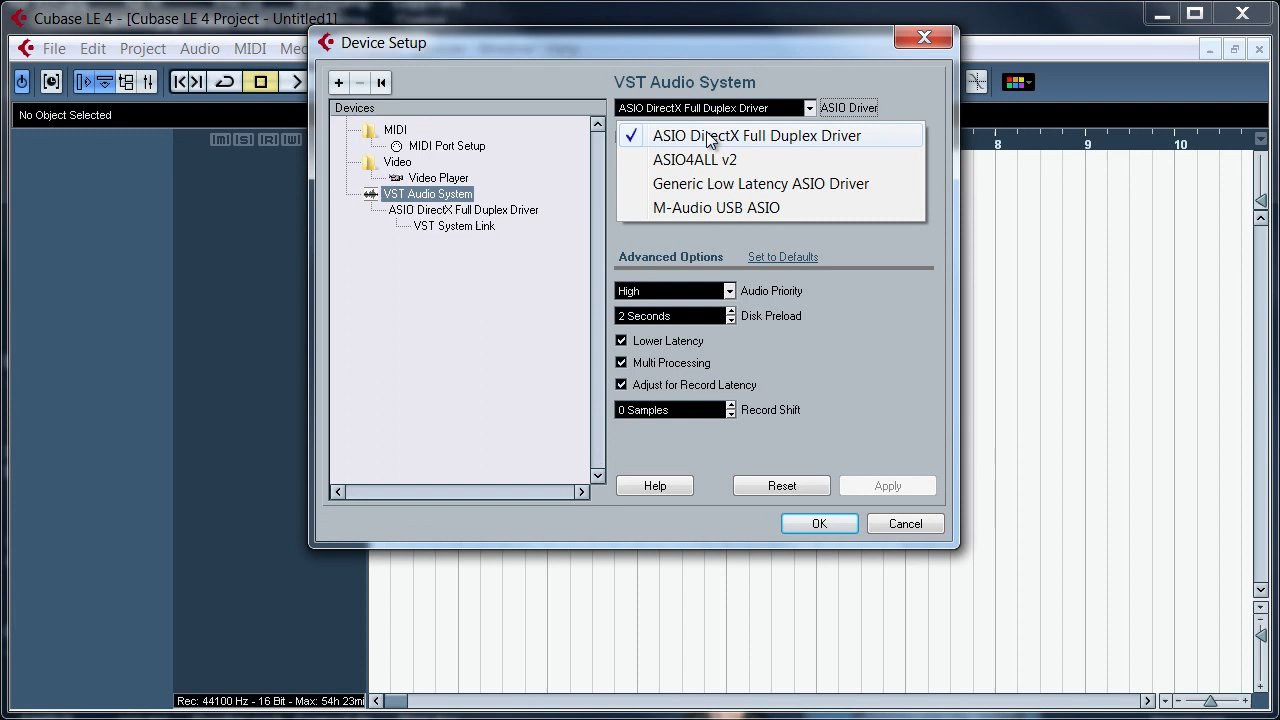 Cubase LE 4 - [Cubase LE 4 Project - Untitled1]
File Edit Project Audio MIDI
Device Setup
No Object Selected
Devices
MIDI
MIDI Port Setup
Video
Video Player
VST Audio System
ASIO DirectX Full Duplex Driver
VST System Link
VST Audio System
ASIO DirectX Full Duplex Driver ASIO Driver
ASIO DirectX Full Duplex Driver
ASIO4ALL v2
Generic Low Latency ASIO Driver
M-Audio USB ASIO
Advanced Options Set to Defaults
High Audio Priority
2 Seconds Disk Preload
Lower Latency
Multi Processing
Adjust for Record Latency
0 Samples Record Shift
Help Reset Apply
OK Cancel
8 9 10
Rec: 44100 Hz - 16 Bit - Max: 54h 23mi